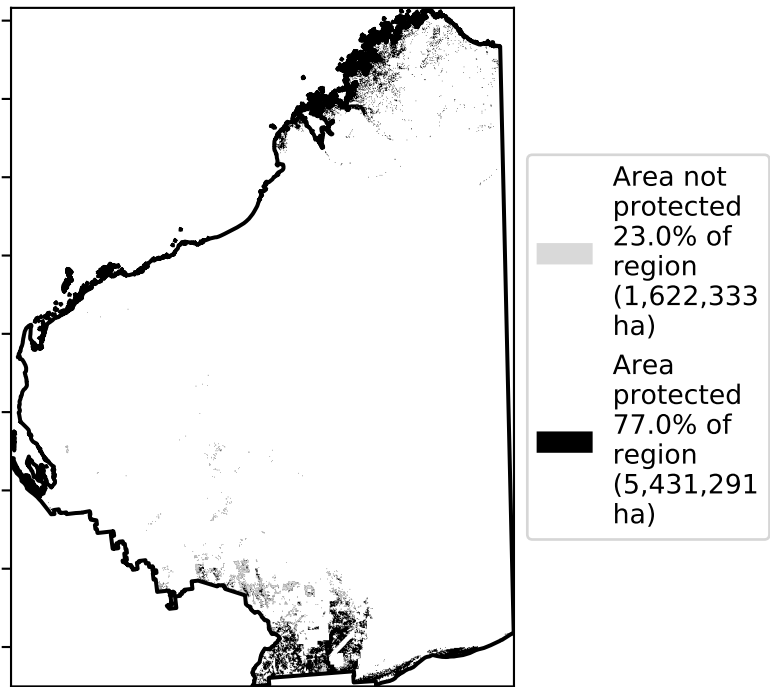 Area not
protected
23.0% of
region
(1,622,333
ha)
Area
protected
77.0% of
region
(5,431,291
ha)